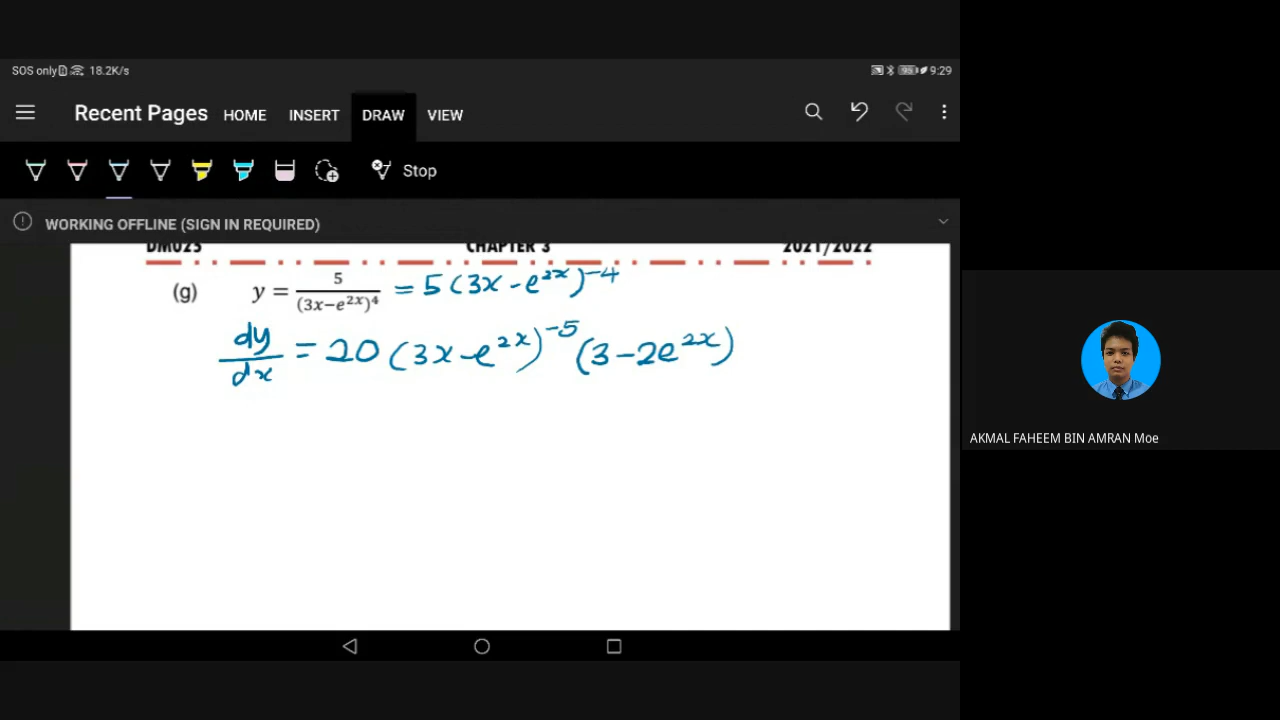 SOS only 18.2K/s 95 9:29
Recent Pages HOME INSERT DRAW VIEW
Stop
WORKING OFFLINE (SIGN IN REQUIRED)
DM025 CHAPTER 3 2021/2022
(g) y = 5/(3x−e^{2x})^4 = 5(3x − e^{2x})^{−4}
dy/dx = 20(3x − e^{2x})^{−5}(3 − 2e^{2x})
AKMAL FAHEEM BIN AMRAN Moe